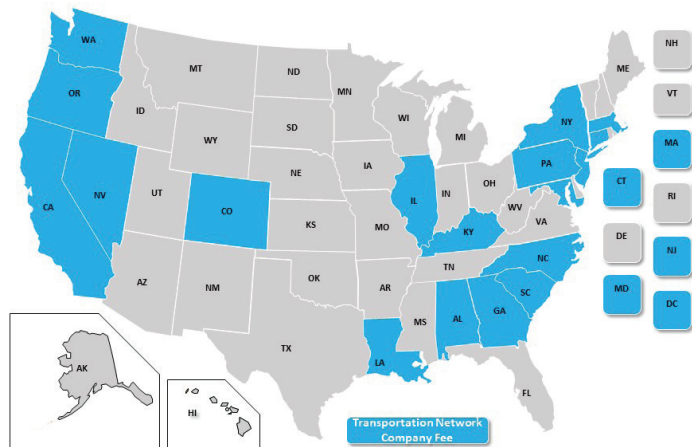 WA
MT
ND
MN
ME
NH
VT
OR
ID
WY
SD
WI
MI
NY
MA
NV
UT
CO
NE
IA
IL
IN
OH
PA
CT
CA
KS
MO
KY
WV
VA
RI
DE
NJ
AZ
NM
OK
AR
TN
NC
SC
MD
DC
TX
LA
MS
AL
GA
FL
AK
HI
Transportation Network
Company Fee